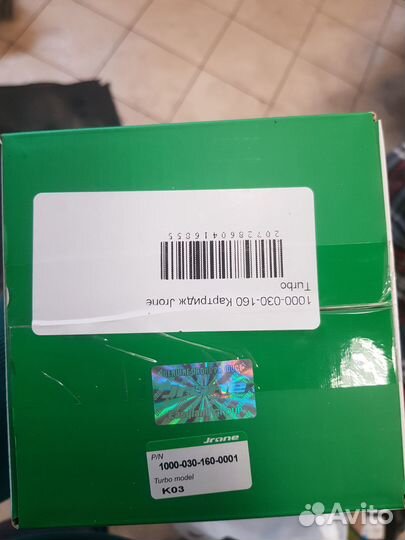 1000-030-160 Картридж Jrone
Turbo
2072860416855
Jrone
P/N
1000-030-160-0001
Turbo model
K03
Avito